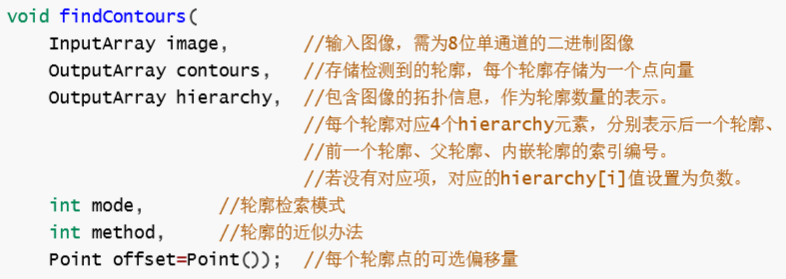 void findContours(
    InputArray image,        //输入图像，需为8位单通道的二进制图像
    OutputArray contours,    //存储检测到的轮廓，每个轮廓存储为一个点向量
    OutputArray hierarchy,   //包含图像的拓扑信息，作为轮廓数量的表示。
                             //每个轮廓对应4个hierarchy元素，分别表示后一个轮廓、
                             //前一个轮廓、父轮廓、内嵌轮廓的索引编号。
                             //若没有对应项，对应的hierarchy[i]值设置为负数。
    int mode,        //轮廓检索模式
    int method,      //轮廓的近似办法
    Point offset=Point());   //每个轮廓点的可选偏移量